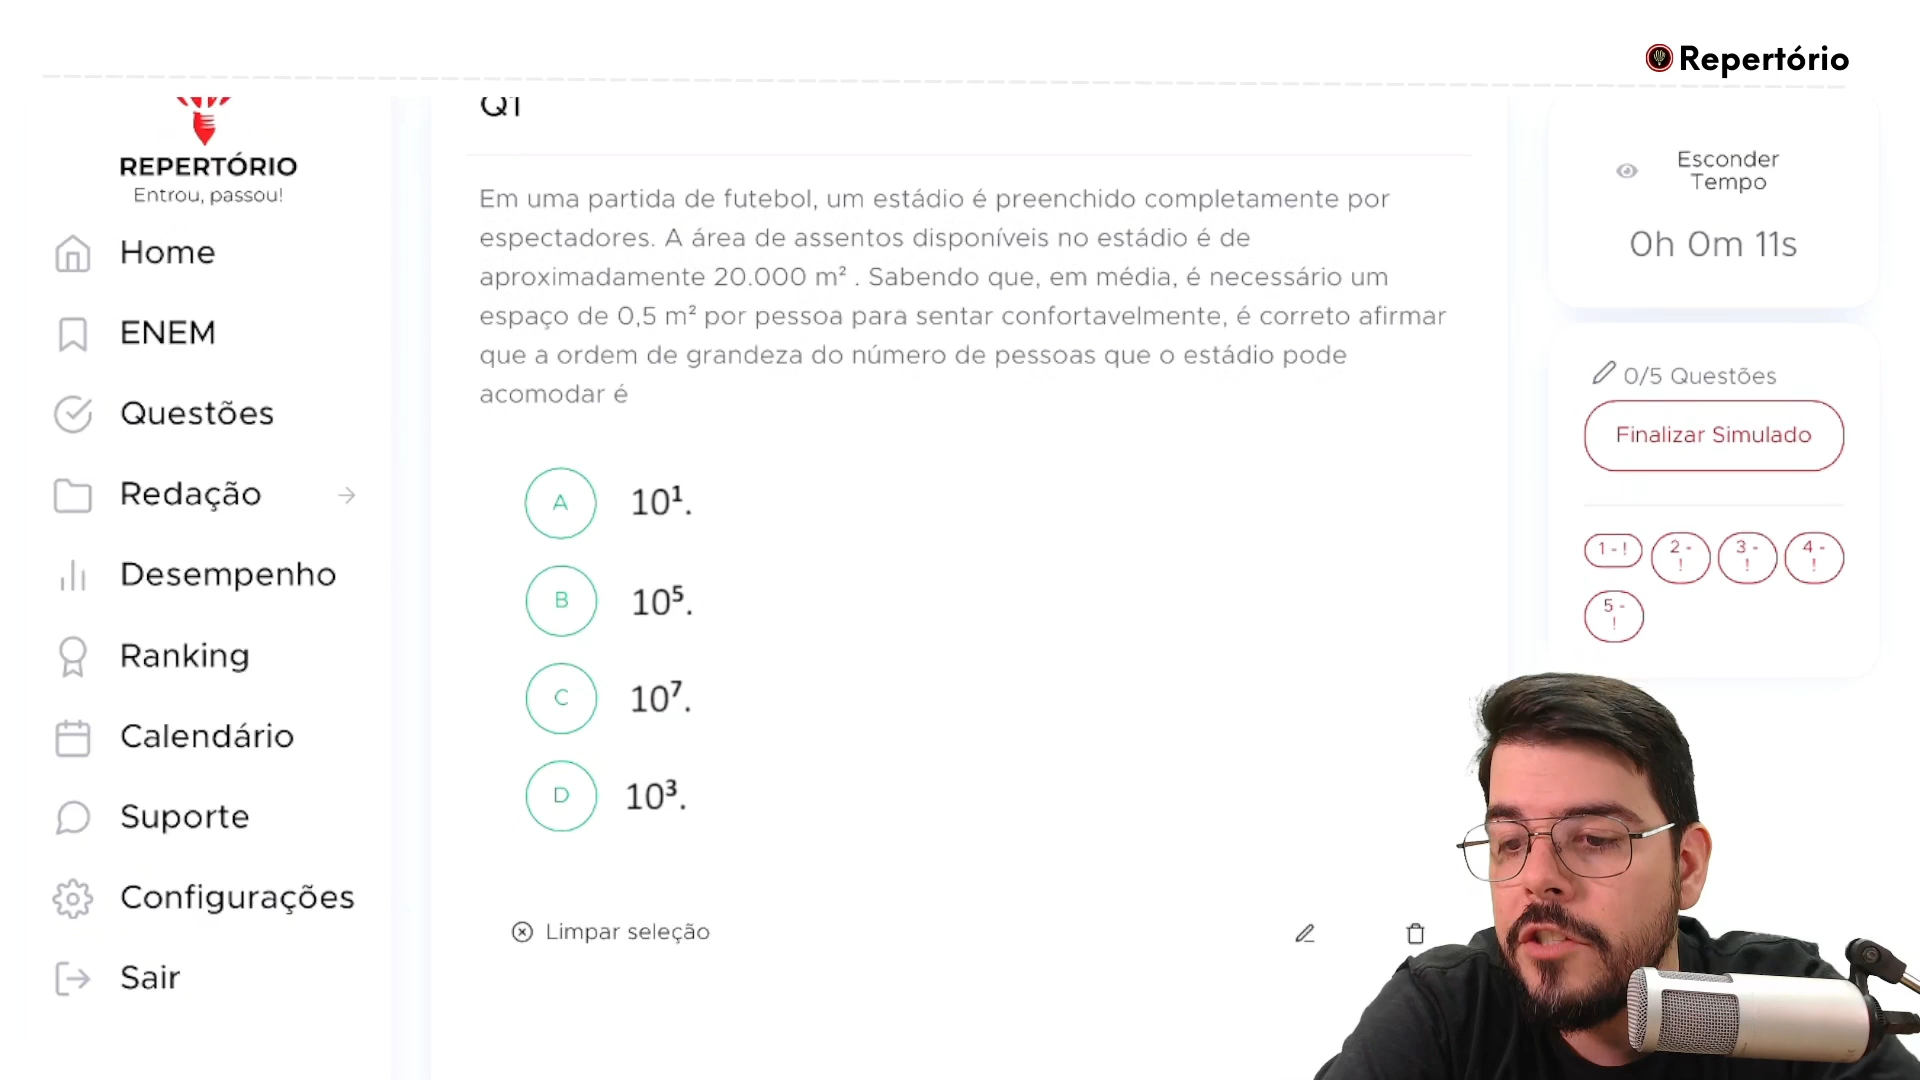 Repertório
REPERTÓRIO
Entrou, passou!
Home
ENEM
Questões
Redação
Desempenho
Ranking
Calendário
Suporte
Configurações
Sair
Q1
Em uma partida de futebol, um estádio é preenchido completamente por
espectadores. A área de assentos disponíveis no estádio é de
aproximadamente 20.000 m² . Sabendo que, em média, é necessário um
espaço de 0,5 m² por pessoa para sentar confortavelmente, é correto afirmar
que a ordem de grandeza do número de pessoas que o estádio pode
acomodar é
A 10¹.
B 10⁵.
C 10⁷.
D 10³.
Limpar seleção
Esconder
Tempo
0h 0m 11s
0/5 Questões
Finalizar Simulado
1 - !
2 - !
3 - !
4 - !
5 - !